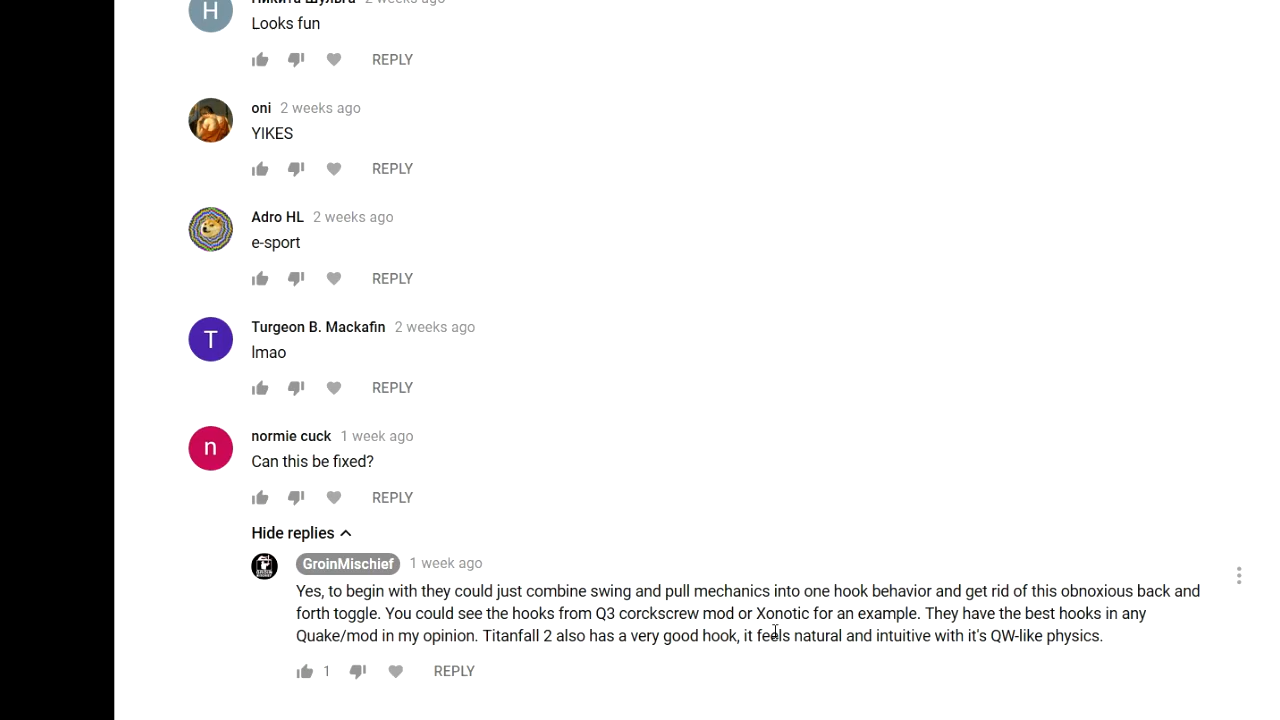 Никита Шульга 2 weeks ago
Looks fun
REPLY
oni 2 weeks ago
YIKES
REPLY
Adro HL 2 weeks ago
e-sport
REPLY
Turgeon B. Mackafin 2 weeks ago
lmao
REPLY
normie cuck 1 week ago
Can this be fixed?
REPLY
Hide replies
GroinMischief 1 week ago
Yes, to begin with they could just combine swing and pull mechanics into one hook behavior and get rid of this obnoxious back and
forth toggle. You could see the hooks from Q3 corckscrew mod or Xonotic for an example. They have the best hooks in any
Quake/mod in my opinion. Titanfall 2 also has a very good hook, it feels natural and intuitive with it's QW-like physics.
1 REPLY
H
T
n